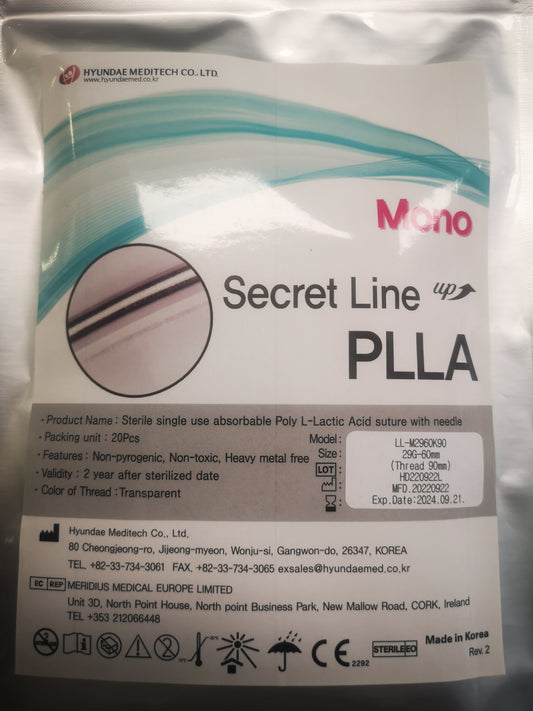 HYUNDAE MEDITECH CO., LTD.
www.hyundaemed.co.kr
Mono
Secret Line up
PLLA
· Product Name : Sterile single use absorbable Poly L-Lactic Acid suture with needle
· Packing unit : 20Pcs
· Features : Non-pyrogenic, Non-toxic, Heavy metal free
· Validity : 2 year after sterilized date
· Color of Thread : Transparent
Model: LL-M2960K90
Size: 29G-60mm
(Thread 90mm)
LOT : HD220922L
: MFD.20220922
: Exp.Date:2024.09.21.
Hyundae Meditech Co., Ltd.
80 Cheongjeong-ro, Jijeong-myeon, Wonju-si, Gangwon-do, 26347, KOREA
TEL, +82-33-734-3061 FAX, +82-33-734-3065 exsales@hyundaemed.co.kr
EC REP MERIDIUS MEDICAL EUROPE LIMITED
Unit 3D, North Point House, North point Business Park, New Mallow Road, CORK, Ireland
TEL +353 212066448
CE 2292
STERILE EO
Made in Korea
Rev. 2